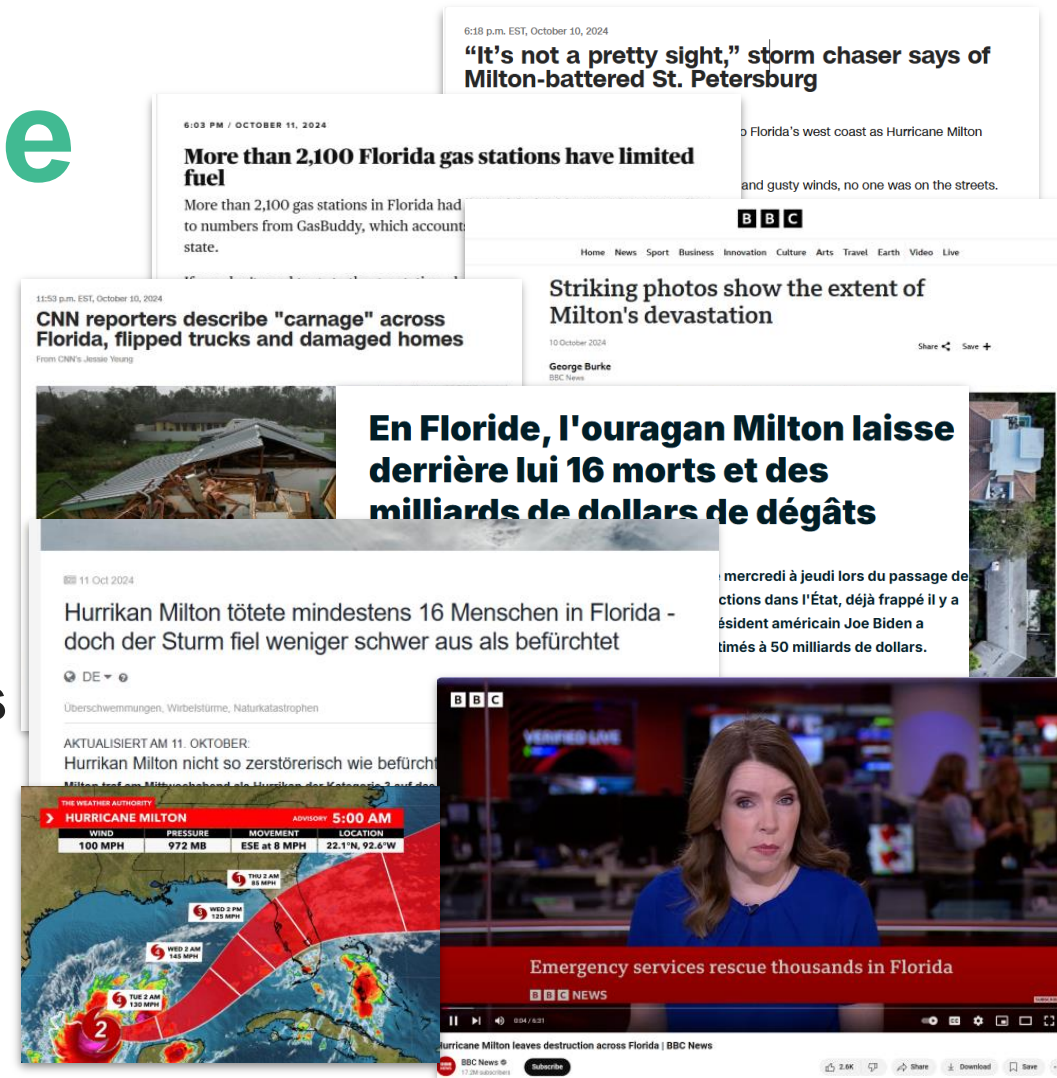 e
6:18 p.m. EST, October 10, 2024
“It’s not a pretty sight,” storm chaser says of
Milton-battered St. Petersburg
o Florida's west coast as Hurricane Milton
and gusty winds, no one was on the streets.
6:03 PM / OCTOBER 11, 2024
More than 2,100 Florida gas stations have limited
fuel
More than 2,100 gas stations in Florida had
to numbers from GasBuddy, which accounts
state.
BBC
Home News Sport Business Innovation Culture Arts Travel Earth Video Live
Striking photos show the extent of
Milton's devastation
10 October 2024
Share Save
George Burke
BBC News
11:53 p.m. EST, October 10, 2024
CNN reporters describe "carnage" across
Florida, flipped trucks and damaged homes
From CNN's Jessie Yeung
En Floride, l'ouragan Milton laisse
derrière lui 16 morts et des
milliards de dollars de dégâts
mercredi à jeudi lors du passage de
ctions dans l'État, déjà frappé il y a
ésident américain Joe Biden a
timés à 50 milliards de dollars.
11 Oct 2024
Hurrikan Milton tötete mindestens 16 Menschen in Florida -
doch der Sturm fiel weniger schwer aus als befürchtet
DE
Überschwemmungen, Wirbelstürme, Naturkatastrophen
AKTUALISIERT AM 11. OKTOBER:
Hurrikan Milton nicht so zerstörerisch wie befürcht
s
THE WEATHER AUTHORITY
HURRICANE MILTON ADVISORY 5:00 AM
WIND PRESSURE MOVEMENT LOCATION
100 MPH 972 MB ESE at 8 MPH 22.1°N, 92.6°W
THU 2 AM
85 MPH
WED 2 PM
125 MPH
WED 2 AM
145 MPH
TUE 2 AM
130 MPH
2
BBC
VERIFIED LIVE
Emergency services rescue thousands in Florida
BBC NEWS
0:04 / 6:31
Hurricane Milton leaves destruction across Florida | BBC News
BBC News
17.2M subscribers
Subscribe
2.6K Share Download Save